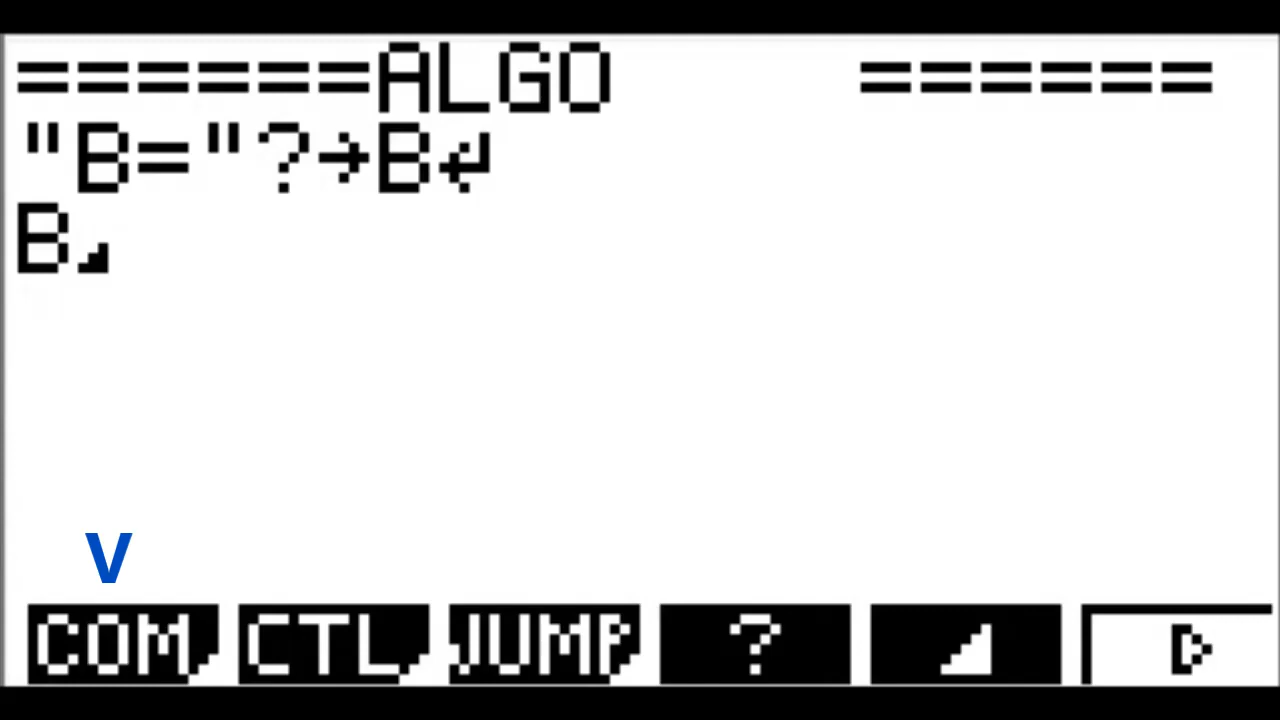 ======ALGO ======
"B="?→B↵
B◢
V
COM CTL JUMP ? ◢ ▷